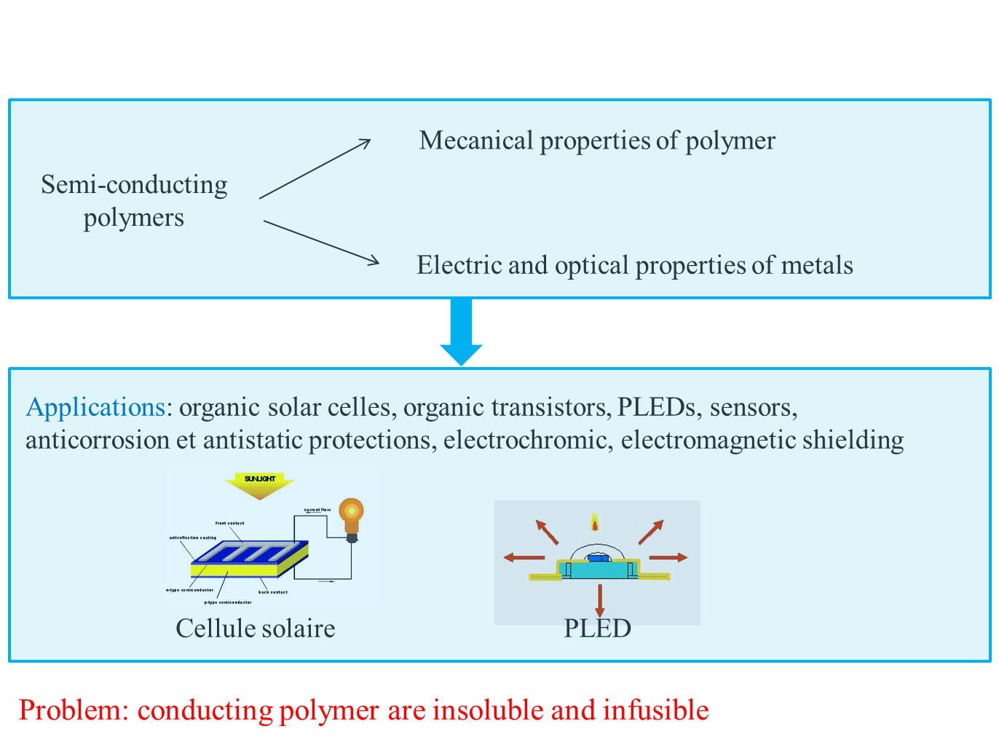 Mecanical properties of polymer
Semi-conducting
polymers
Electric and optical properties of metals
Applications: organic solar celles, organic transistors, PLEDs, sensors,
anticorrosion et antistatic protections, electrochromic, electromagnetic shielding
SUNLIGHT
current flow
front contact
antireflection coating
n-type semiconductor
back contact
p-type semiconductor
Cellule solaire
PLED
Problem: conducting polymer are insoluble and infusible